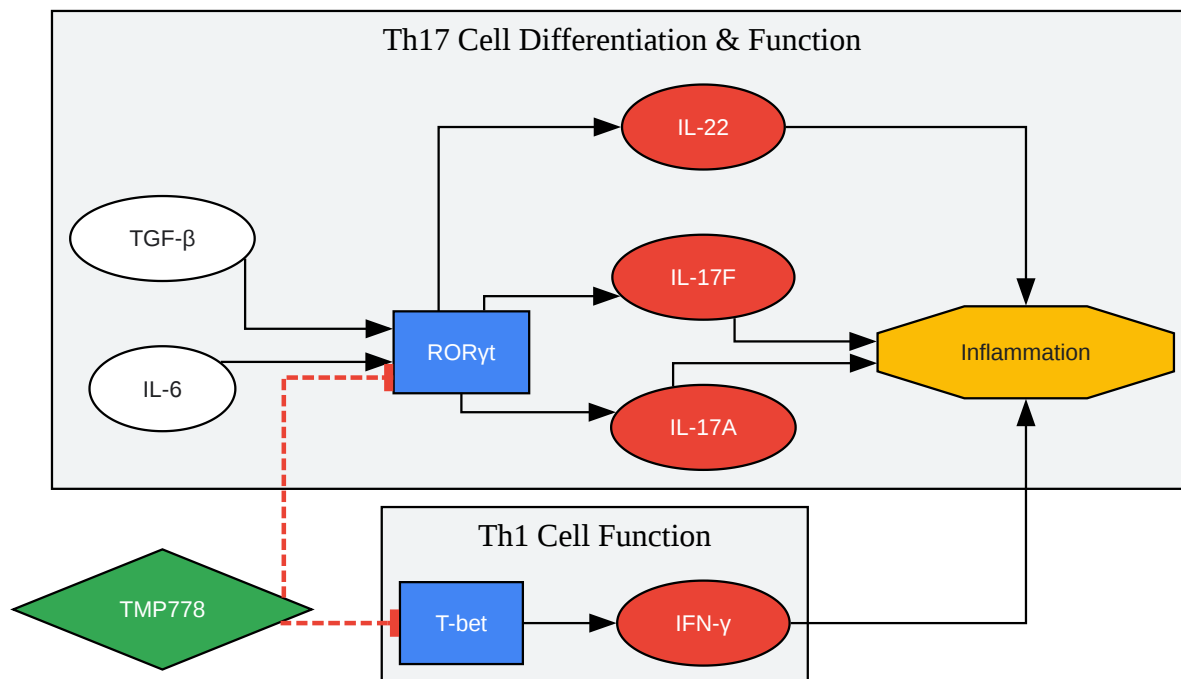 Th17 Cell Differentiation & Function
IL-22
TGF-β
IL-17F
RORγt
Inflammation
IL-6
IL-17A
Th1 Cell Function
TMP778
T-bet
IFN-γ